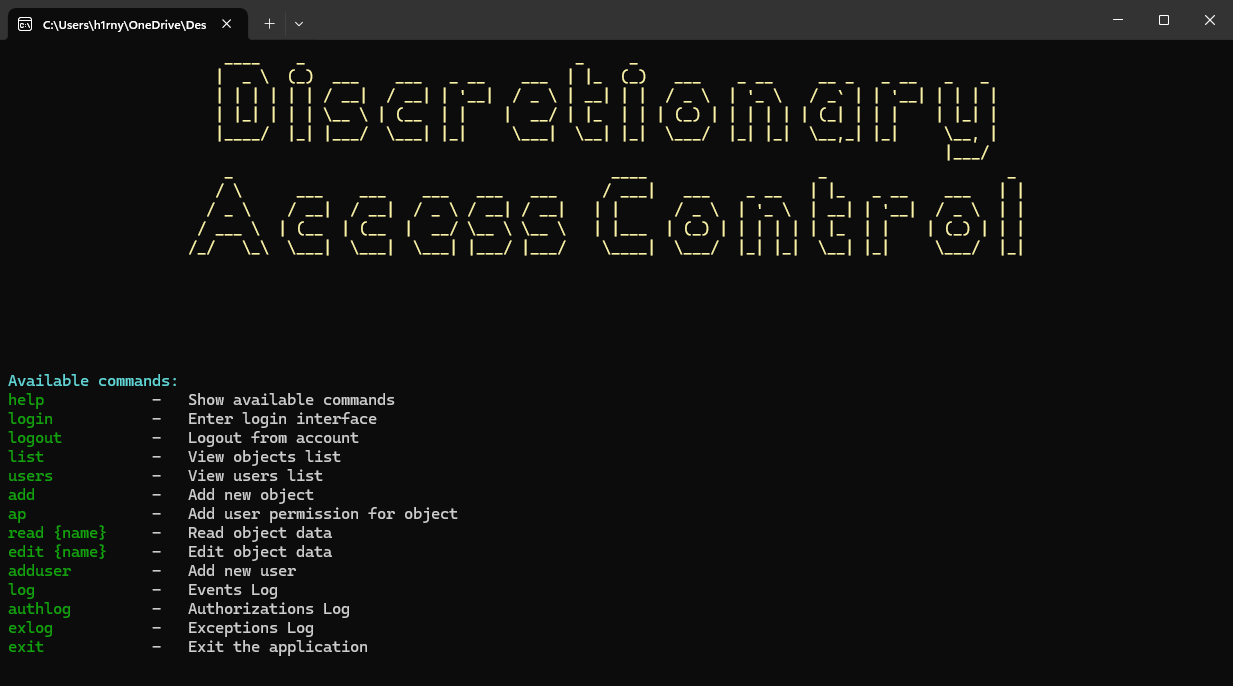 C:\Users\h1rny\OneDrive\Des
Discretionary
Access Control
Available commands:
help - Show available commands
login - Enter login interface
logout - Logout from account
list - View objects list
users - View users list
add - Add new object
ap - Add user permission for object
read {name} - Read object data
edit {name} - Edit object data
adduser - Add new user
log - Events Log
authlog - Authorizations Log
exlog - Exceptions Log
exit - Exit the application